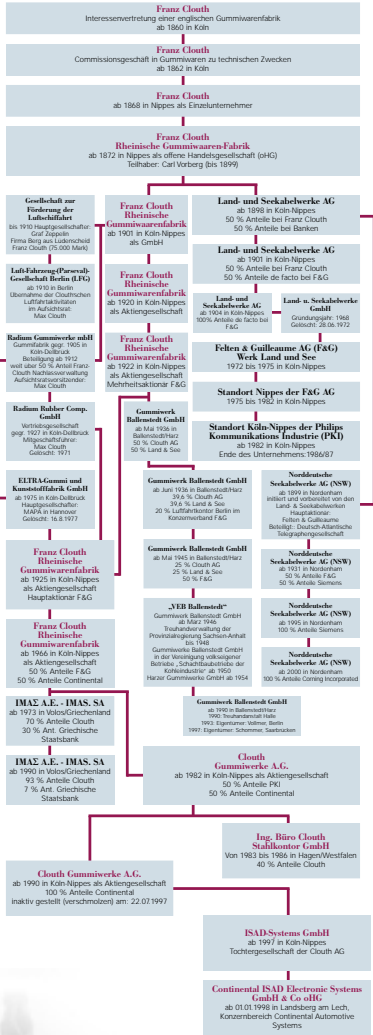 Franz Clouth
Interessenvertretung einer englischen Gummiwarenfabrik
ab 1860 in Köln
Franz Clouth
Commissionsgeschäft in Gummiwaren zu technischen Zwecken
ab 1862 in Köln
Franz Clouth
ab 1868 in Nippes als Einzelunternehmer
Franz Clouth
Rheinische Gummiwaaren-Fabrik
ab 1872 in Nippes als offene Handelsgesellschaft (oHG)
Teilhaber: Carl Vorberg (bis 1899)
Gesellschaft zur
Förderung der
Luftschiffahrt
bis 1910 Hauptgesellschafter:
Graf Zeppelin
Firma Berg aus Lüdenscheid
Franz Clouth (75.000 Mark)
Luft-Fahrzeug-(Parseval)-
Gesellschaft Berlin (LFG)
ab 1910 in Berlin
Übernahme der Clouthschen
Luftfahrtaktivitäten
im Aufsichtsrat:
Max Clouth
Radium Gummiwerke mbH
Gummifabrik gegr. 1905 in
Köln-Dellbrück
Beteiligung ab 1912
weit über 50 % Anteil Franz-
Clouth Nachlassverwaltung
Aufsichtsratsvorsitzender:
Max Clouth
Radium Rubber Comp.
GmbH
Vertriebsgesellschaft
gegr. 1927 in Köln-Dellbrück
Mitgeschäftsführer:
Max Clouth
Gelöscht: 1971
ELTRA-Gummi und
Kunststofffabrik GmbH
ab 1975 in Köln-Dellbrück
Hauptgesellschafter:
MAPA in Hannover
Gelöscht: 16.8.1977
Franz Clouth
Rheinische
Gummiwarenfabrik
ab 1925 in Köln-Nippes
als Aktiengesellschaft
Hauptaktionär F&G
Franz Clouth
Rheinische
Gummiwarenfabrik
ab 1966 in Köln-Nippes
als Aktiengesellschaft
50 % Anteile F&G
50 % Anteile Continental
ΙΜΑΣ Α.Ε. - IMAS. SA
ab 1973 in Volos/Griechenland
70 % Anteile Clouth
30 % Ant. Griechische
Staatsbank
ΙΜΑΣ Α.Ε. - IMAS. SA
ab 1990 in Volos/Griechenland
93 % Anteile Clouth
7 % Ant. Griechische
Staatsbank
Franz Clouth
Rheinische
Gummiwarenfabrik
ab 1901 in Köln-Nippes
als GmbH
Franz Clouth
Rheinische
Gummiwarenfabrik
ab 1920 in Köln-Nippes
als Aktiengesellschaft
Franz Clouth
Rheinische
Gummiwarenfabrik
ab 1922 in Köln-Nippes
als Aktiengesellschaft
Mehrheitsaktionär F&G
Gummiwerk
Ballenstedt GmbH
ab Mai 1936 in
Ballenstedt/Harz
50 % Clouth AG
50 % Land & See
Gummiwerk Ballenstedt GmbH
ab Juni 1936 in Ballenstedt/Harz
39,6 % Clouth AG
39,6 % Land & See
20 % Luftfahrtkontor Berlin im
Konzernverband F&G
Gummiwerk Ballenstedt GmbH
ab Mai 1945 in Ballenstedt/Harz
25 % Clouth AG
25 % Land & See
50 % F&G
„VEB Ballenstedt“
Gummiwerk Ballenstedt GmbH
ab März 1946
Treuhandverwaltung der
Provinzialregierung Sachsen-Anhalt
bis 1948
Gummiwerke Ballenstedt GmbH
in der Vereinigung volkseigener
Betriebe „Schachtbaubetriebe der
Kohleindustrie“ ab 1950
Harzer Gummiwerke GmbH ab 1954
Gummiwerk Ballenstedt GmbH
ab 1990 in Ballenstedt/Harz
1990: Treuhandanstalt Halle
1993: Eigentümer: Vollmer, Berlin
1997: Eigentümer: Schommer, Saarbrücken
Land- und Seekabelwerke AG
ab 1898 in Köln-Nippes
50 % Anteile bei Franz Clouth
50 % Anteile bei Banken
Land- und Seekabelwerke AG
ab 1901 in Köln-Nippes
50 % Anteile bei Franz Clouth
50 % Anteile de facto bei F&G
Land- und
Seekabelwerke AG
ab 1904 in Köln-Nippes
100% Anteile de facto bei
F&G
Land- u. Seekabelwerke
GmbH
Gründungsjahr: 1968
Gelöscht: 28.06.1972
Felten & Guilleaume AG (F&G)
Werk Land und See
1972 bis 1975 in Köln-Nippes
Standort Nippes der F&G AG
1975 bis 1982 in Köln-Nippes
Standort Köln-Nippes der Philips
Kommunikations Industrie (PKI)
ab 1982 in Köln-Nippes
Ende des Unternehmens:1986/87
Norddeutsche
Seekabelwerke AG (NSW)
ab 1899 in Nordenham
initiiert und vorbereitet von den
Land- & Seekabelwerken
Hauptaktionär:
Felten & Guilleaume
Beteiligt: Deutsch-Atlantische
Telegraphengesellschaft
Norddeutsche
Seekabelwerke AG (NSW)
ab 1931 in Nordenham
50 % Anteile F&G
50 % Anteile Siemens
Norddeutsche
Seekabelwerke AG (NSW)
ab 1995 in Nordenham
100 % Anteile Siemens
Norddeutsche
Seekabelwerke AG (NSW)
ab 2000 in Nordenham
100 % Anteile Corning Incorporated
Clouth
Gummiwerke A.G.
ab 1982 in Köln-Nippes als Aktiengesellschaft
50 % Anteile PKI
50 % Anteile Continental
Ing. Büro Clouth
Stahlkontor GmbH
Von 1983 bis 1986 in Hagen/Westfalen
40 % Anteile Clouth
Clouth Gummiwerke A.G.
ab 1990 in Köln-Nippes als Aktiengesellschaft
100 % Anteile Continental
inaktiv gestellt (verschmolzen) am: 22.07.1997
ISAD-Systems GmbH
ab 1997 in Köln-Nippes
Tochtergesellschaft der Clouth AG
Continental ISAD Electronic Systems
GmbH & Co oHG
ab 01.01.1998 in Landsberg am Lech,
Konzernbereich Continental Automotive
Systems